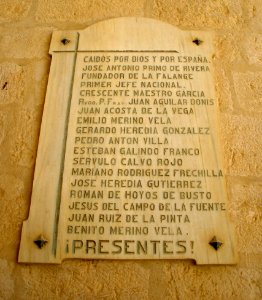 CAIDOS POR DIOS Y POR ESPAÑA.
JOSE ANTONIO PRIMO DE RIVERA
FUNDADOR DE LA FALANGE
PRIMER JEFE NACIONAL.
CRESCENTE MAESTRO GARCIA
RVDO. P. FRAY JUAN AGUILAR DONIS
JUAN ACOSTA DE LA VEGA
EMILIO MERINO VELA
GERARDO HEREDIA GONZALEZ
PEDRO ANTON VILLA
ESTEBAN GALINDO FRANCO
SERVULO CALVO ROJO
MARIANO RODRIGUEZ FRECHILLA
JOSE HEREDIA GUTIERREZ
ROMAN DE HOYOS DE BUSTO
JESUS DEL CAMPO DE LA FUENTE
JUAN RUIZ DE LA PINTA
BENITO MERINO VELA.
¡PRESENTES!